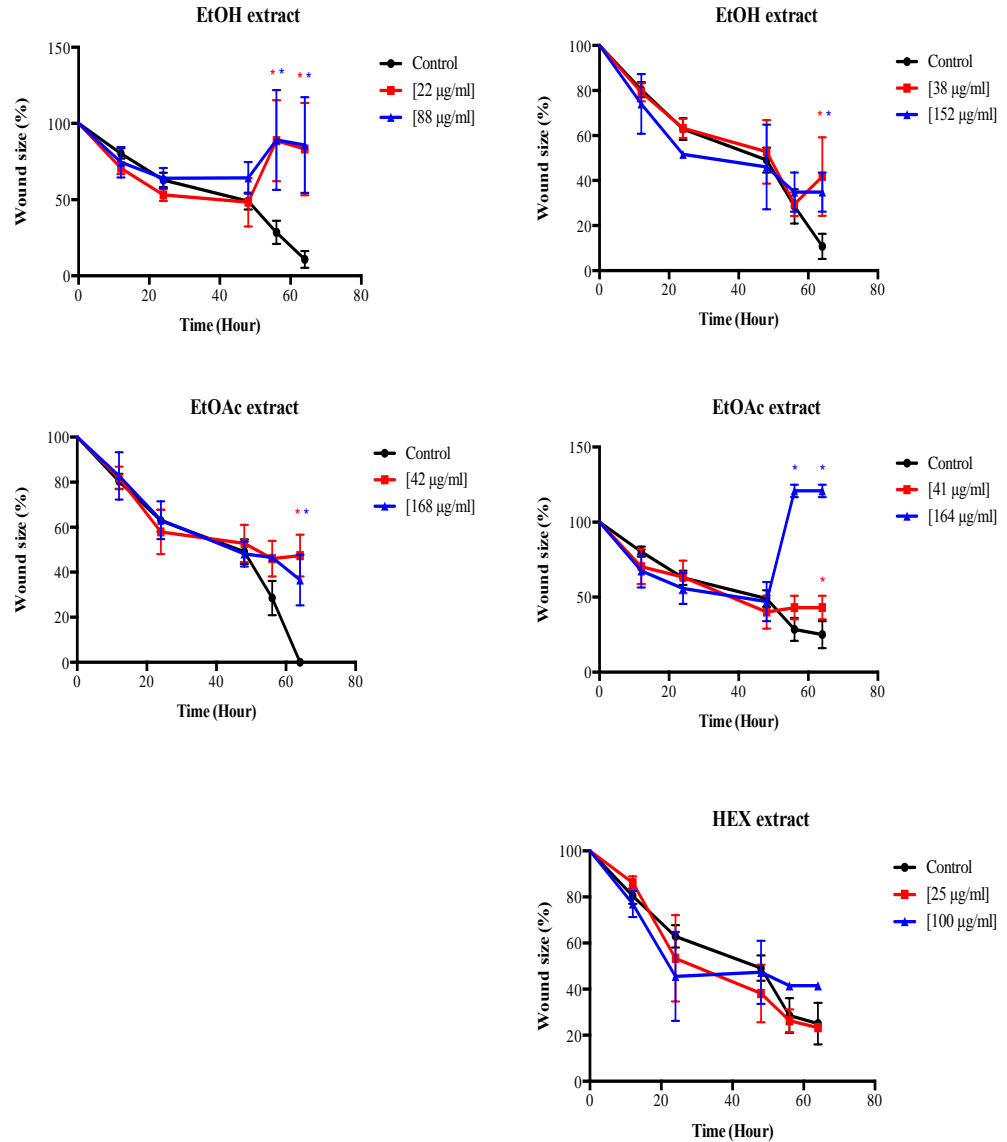 EtOH extract
150
100
50
0
Wound size (%)
0 20 40 60 80
Time (Hour)
* * * *
Control
[22 µg/ml]
[88 µg/ml]
EtOH extract
100
80
60
40
20
0
Wound size (%)
0 20 40 60 80
Time (Hour)
* *
Control
[38 µg/ml]
[152 µg/ml]
EtOAc extract
100
80
60
40
20
0
Wound size (%)
0 20 40 60 80
Time (Hour)
* *
Control
[42 µg/ml]
[168 µg/ml]
EtOAc extract
150
100
50
0
Wound size (%)
0 20 40 60 80
Time (Hour)
* *
*
Control
[41 µg/ml]
[164 µg/ml]
HEX extract
100
80
60
40
20
0
Wound size (%)
0 20 40 60 80
Time (Hour)
Control
[25 µg/ml]
[100 µg/ml]